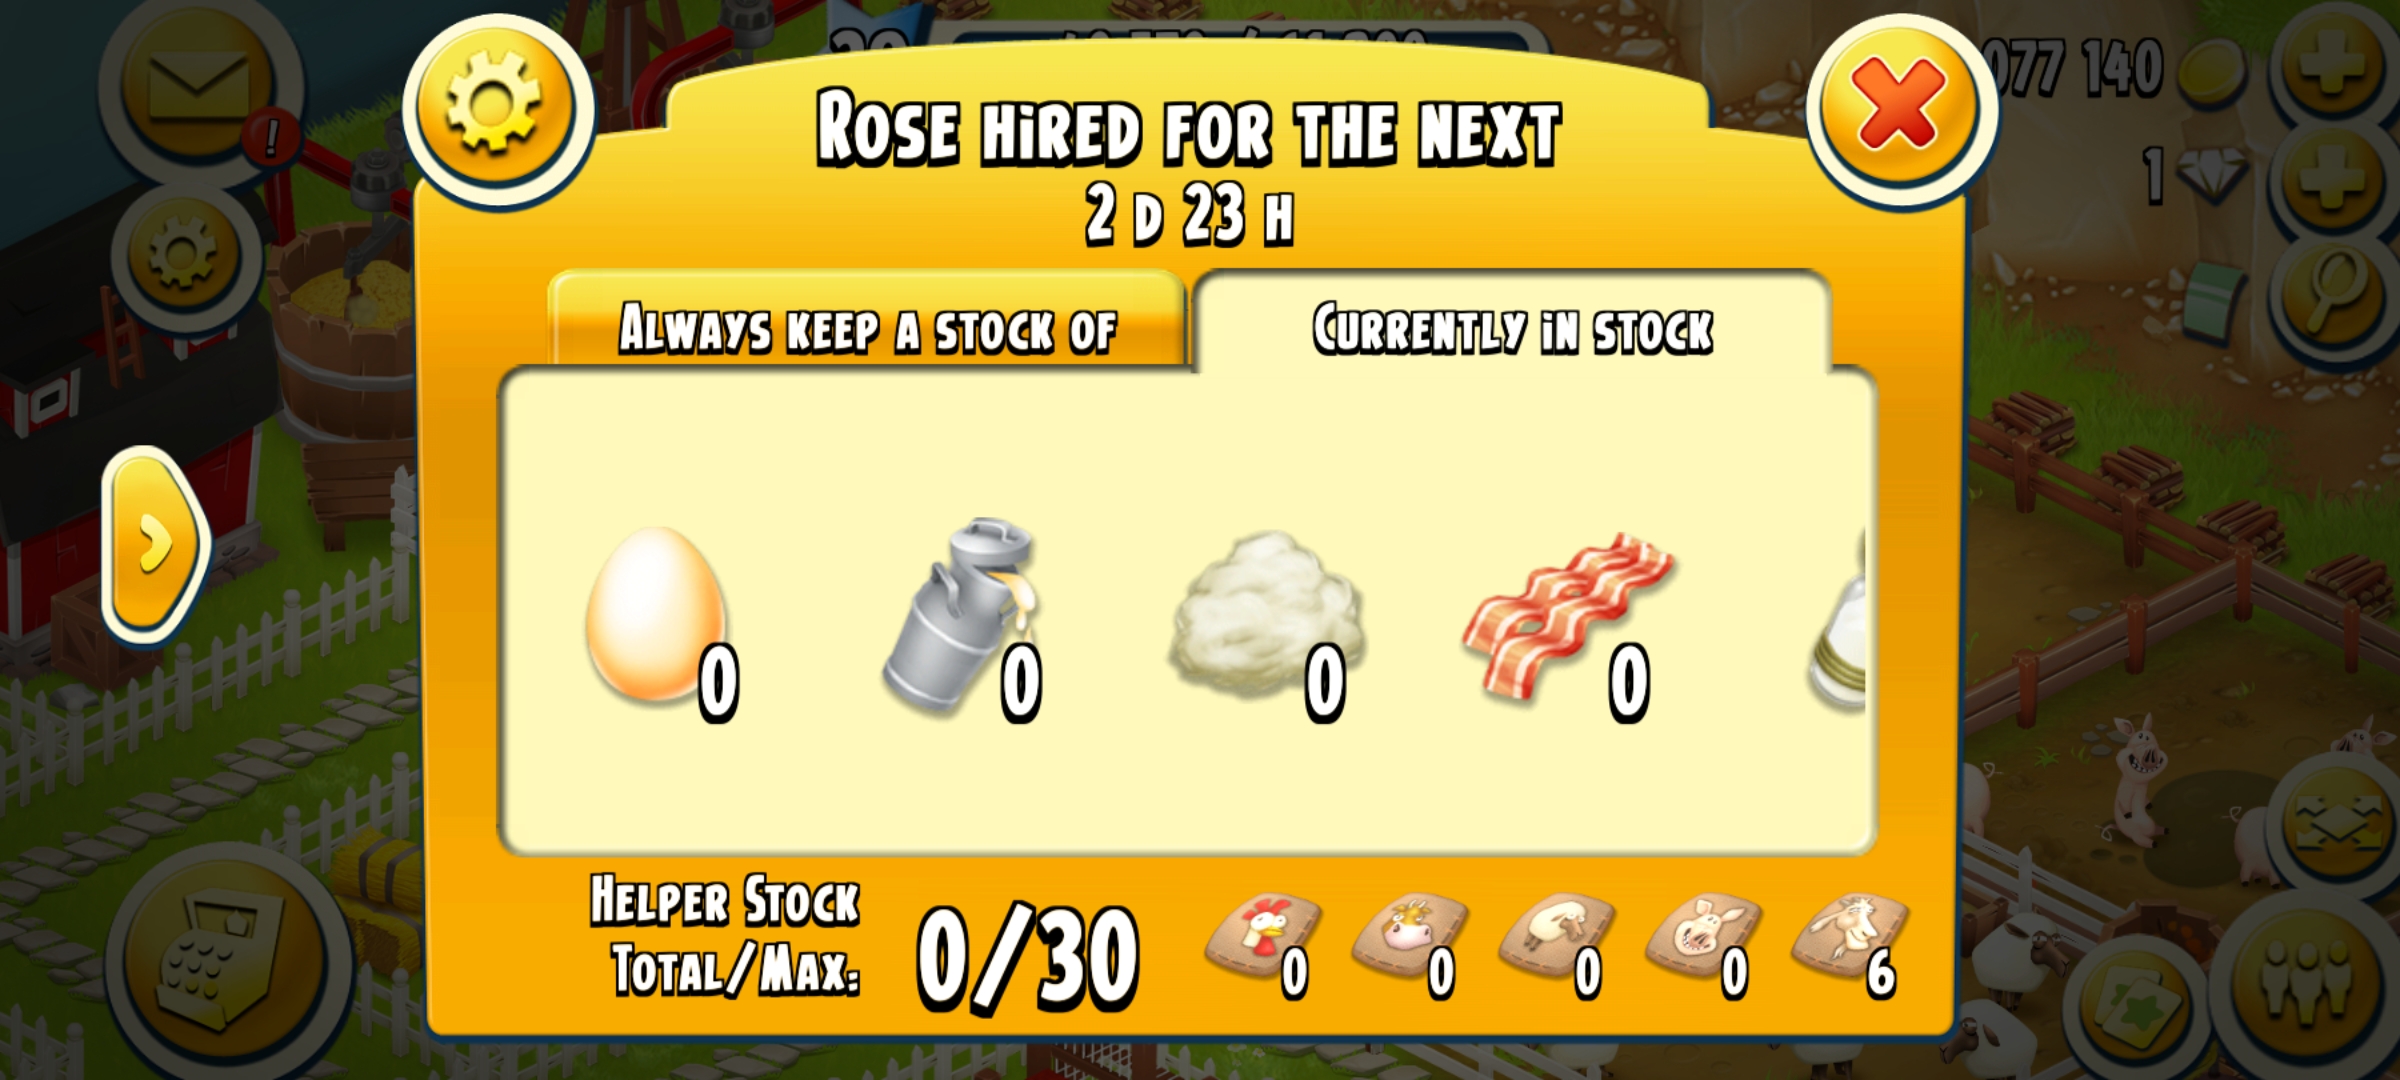 ROSE HiRED FOR THE NEXT
2 D 23 H
077 140
1
!
ALWAYS KEEP A STOCK OF
CURRENTLY iN STOCK
0
0
0
0
HELPER STOCK
TOTAL/MAX:
0/30
0
0
0
0
6